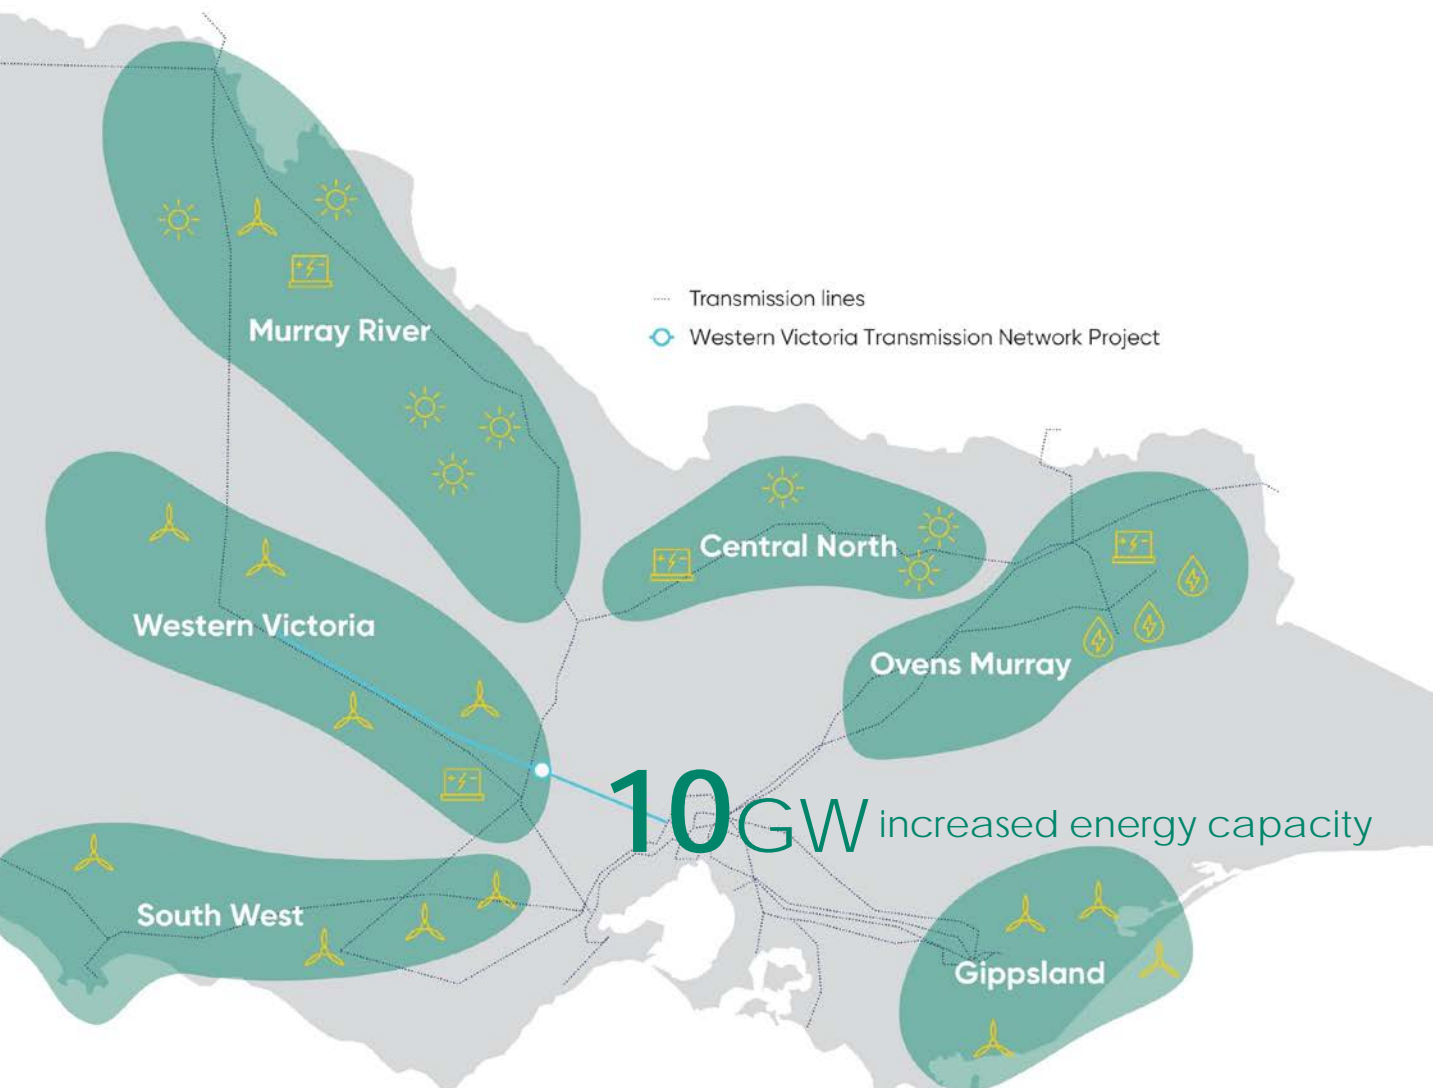 Transmission lines
Western Victoria Transmission Network Project
Murray River
Central North
Western Victoria
Ovens Murray
10GW increased energy capacity
South West
Gippsland